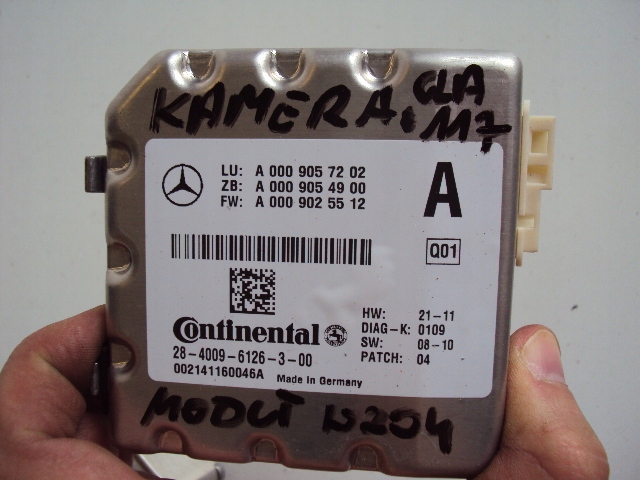 KAMERA, GLA
117
LU: A 000 905 72 02
ZB: A 000 905 49 00
FW: A 000 902 55 12
A
Q01
HW: 21-11
DIAG-K: 0109
SW: 08-10
PATCH: 04
Continental
28-4009-6126-3-00
002141160046A Made in Germany
MODUŁ W204